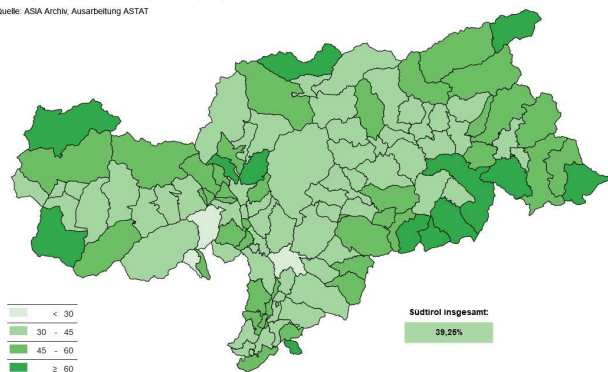 Quelle: ASIA Archiv, Ausarbeitung ASTAT
< 30
30 - 45
45 - 60
≥ 60
Südtirol insgesamt:
39,25%